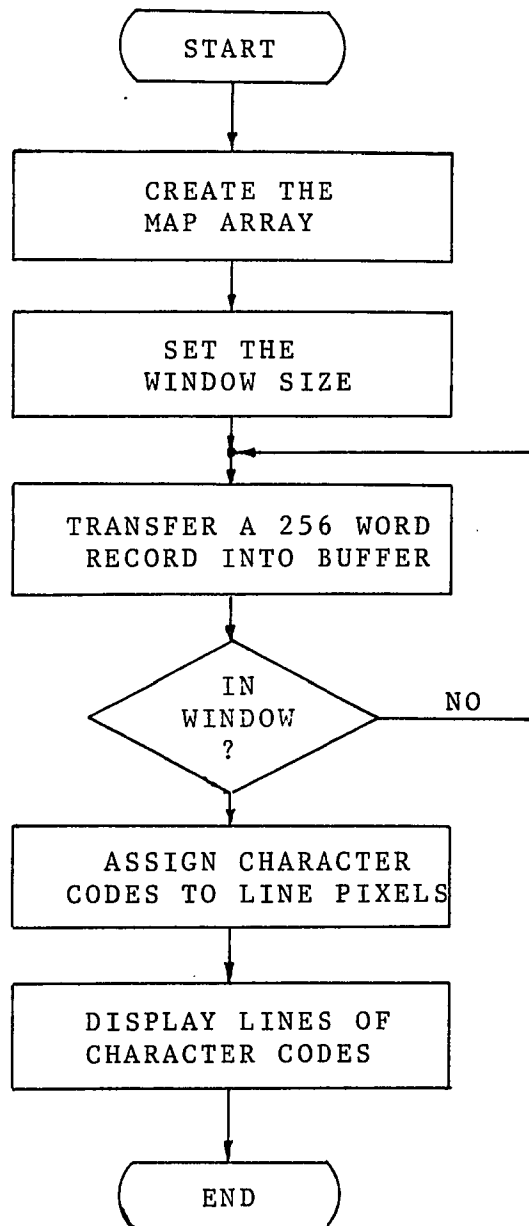 START
CREATE THE
MAP ARRAY
SET THE
WINDOW SIZE
TRANSFER A 256 WORD
RECORD INTO BUFFER
IN
WINDOW
?
NO
ASSIGN CHARACTER
CODES TO LINE PIXELS
DISPLAY LINES OF
CHARACTER CODES
END